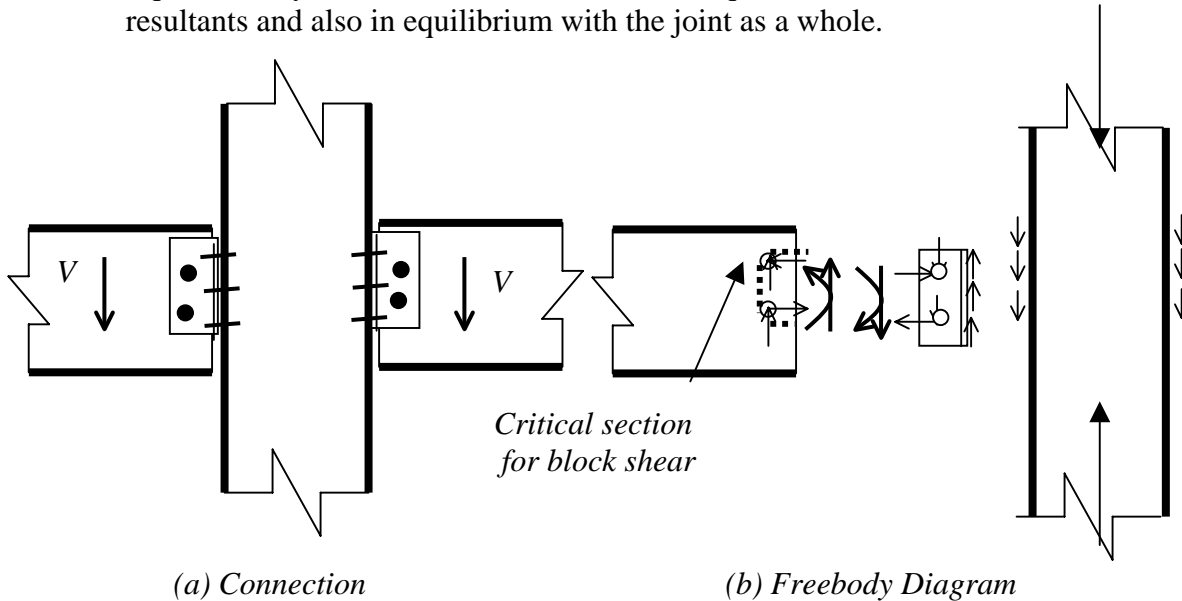 resultants and also in equilibrium with the joint as a whole.
V
V
Critical section
for block shear
(a) Connection
(b) Freebody Diagram